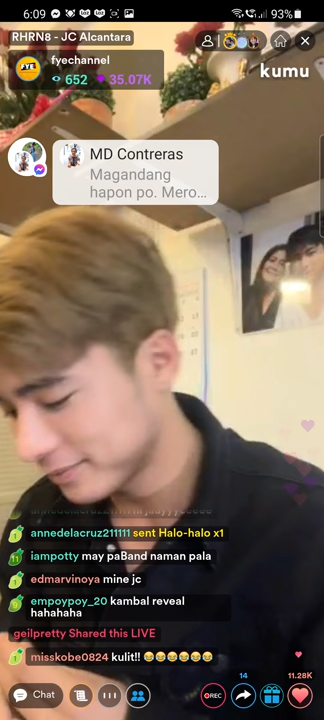 6:09
93%
RHRN8 - JC Alcantara
fyechannel
FYE
652 35.07K
kumu
MD Contreras
Magandang
hapon po. Mero...
annedelacruz211111 sent Halo-halo x1
iampotty may paBand naman pala
edmarvinoya mine jc
empoypoy_20 kambal reveal
hahahaha
geilpretty Shared this LIVE
misskobe0824 kulit!! 😂😂😂😂😂😂
14
11.28K
Chat
REC